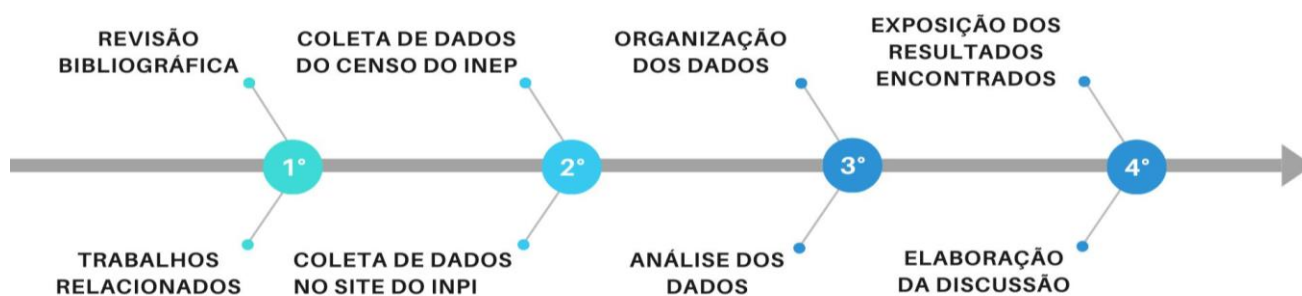 REVISÃO
BIBLIOGRÁFICA
COLETA DE DADOS
DO CENSO DO INEP
ORGANIZAÇÃO
DOS DADOS
EXPOSIÇÃO DOS
RESULTADOS
ENCONTRADOS
1°
2°
3°
4°
TRABALHOS
RELACIONADOS
COLETA DE DADOS
NO SITE DO INPI
ANÁLISE DOS
DADOS
ELABORAÇÃO
DA DISCUSSÃO